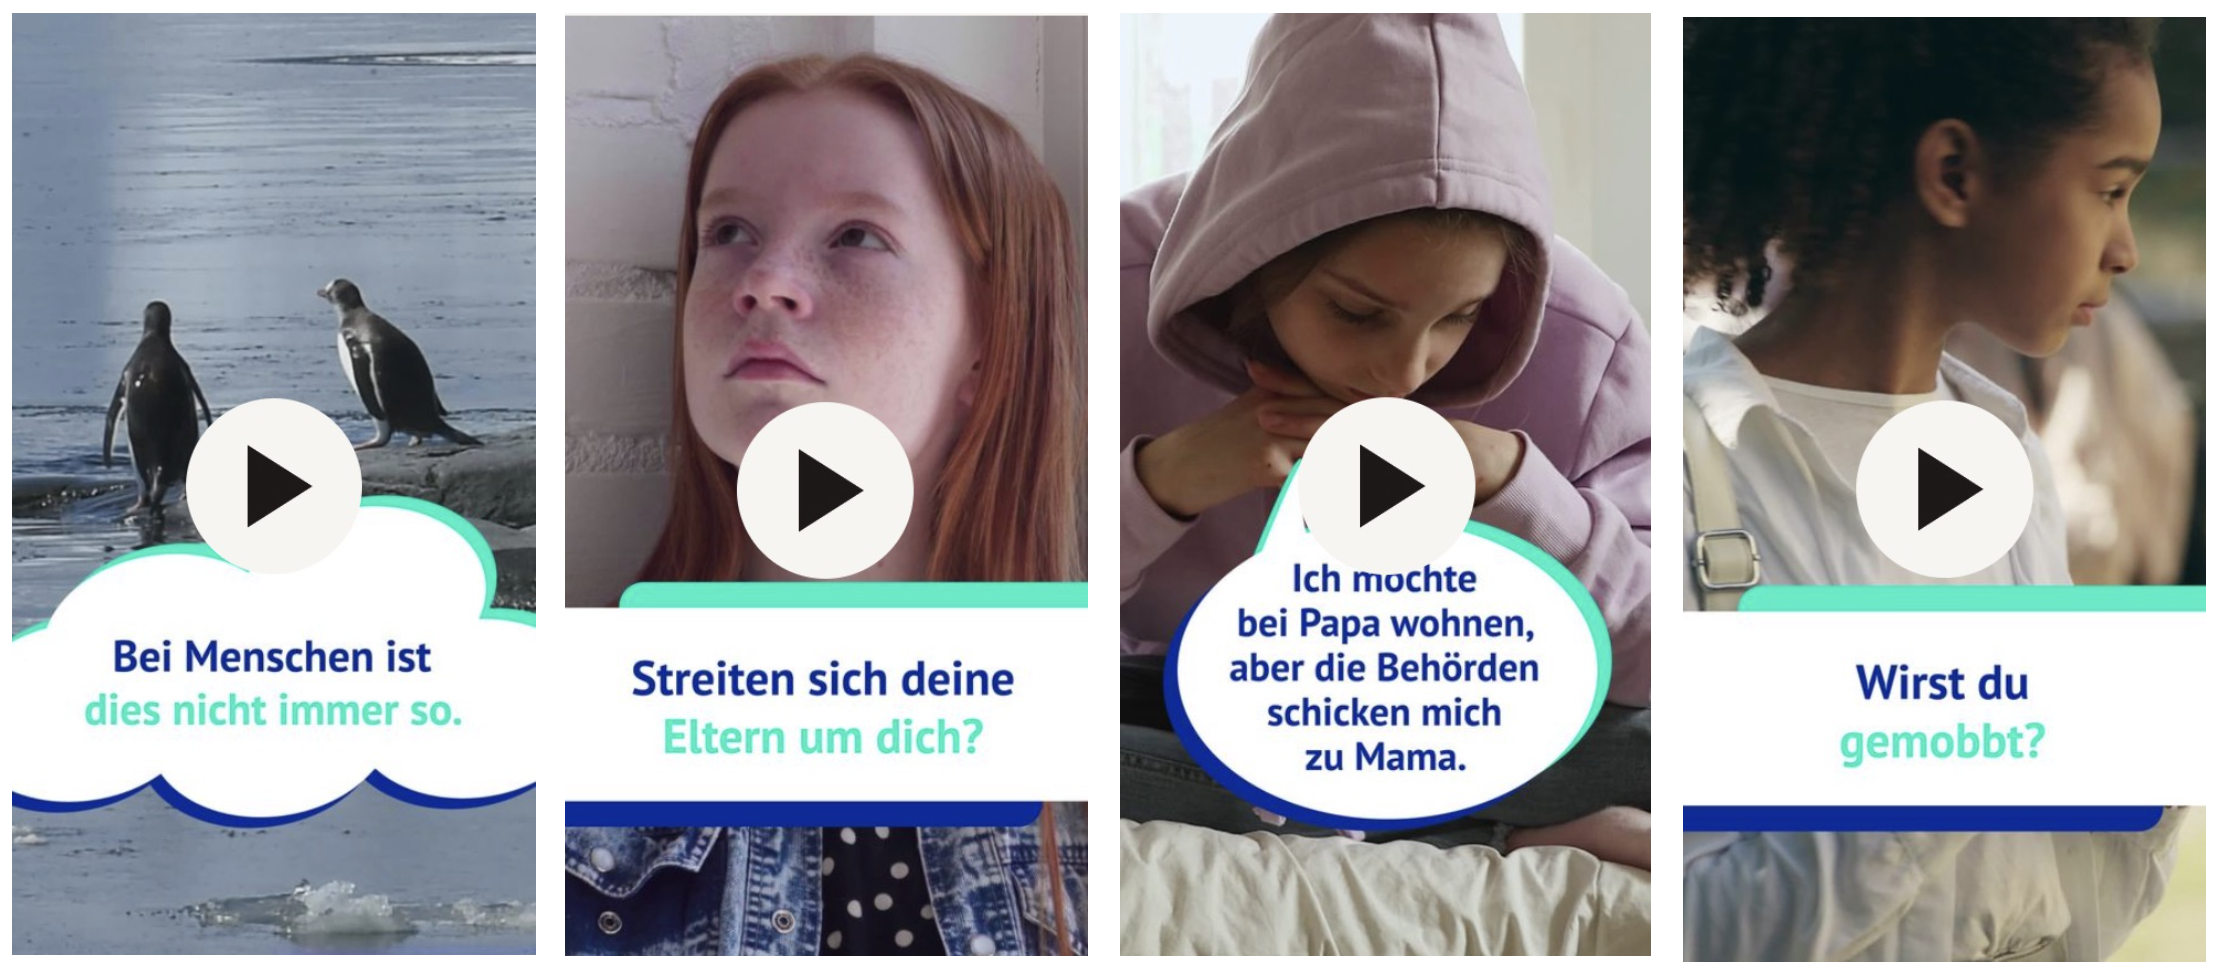 Bei Menschen ist
dies nicht immer so.
Streiten sich deine
Eltern um dich?
Ich möchte
bei Papa wohnen,
aber die Behörden
schicken mich
zu Mama.
Wirst du
gemobbt?